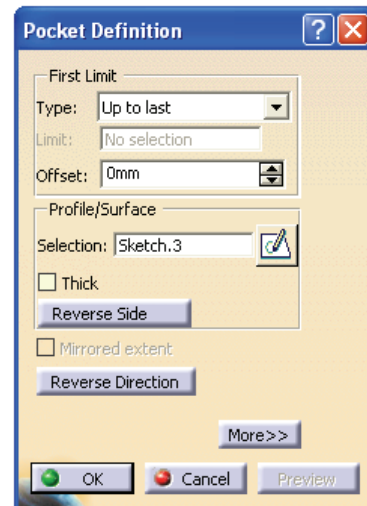 Pocket Definition
First Limit
Type: Up to last
Limit: No selection
Offset: 0mm
Profile/Surface
Selection: Sketch.3
Thick
Reverse Side
Mirrored extent
Reverse Direction
More>>
OK Cancel Preview